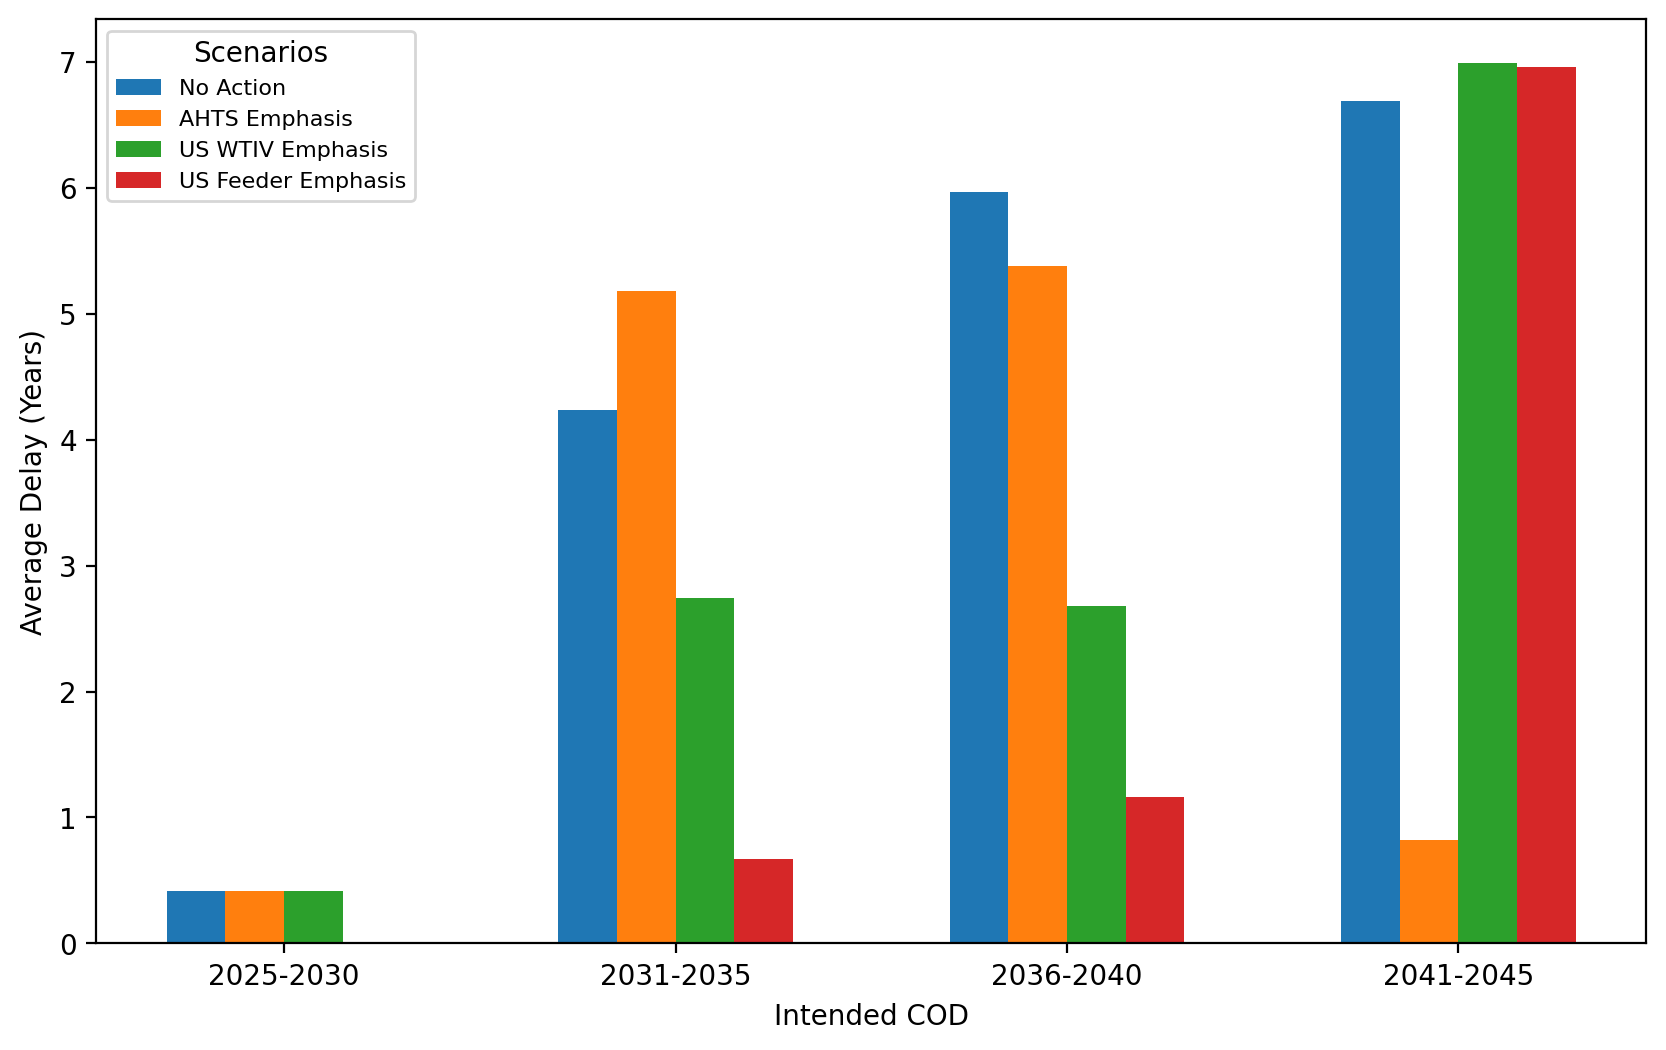 Scenarios
No Action
AHTS Emphasis
US WTIV Emphasis
US Feeder Emphasis
Average Delay (Years)
7
6
5
4
3
2
1
0
2025-2030
2031-2035
2036-2040
2041-2045
Intended COD